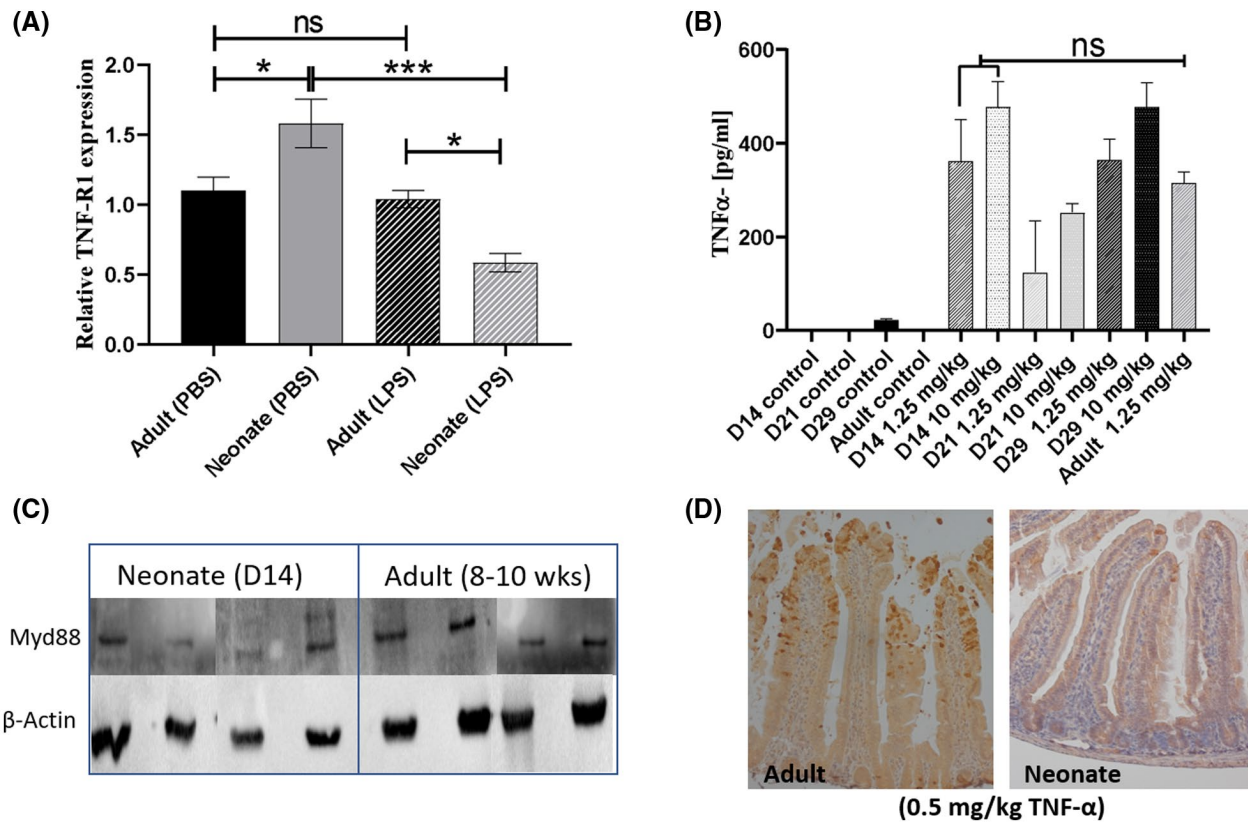 (A)
ns
*
***
*
Relative TNF-R1 expression
2.0
1.5
1.0
0.5
0.0
Adult (PBS)
Neonate (PBS)
Adult (LPS)
Neonate (LPS)
(B)
ns
TNFα- [pg/ml]
600
400
200
0
D14 control
D21 control
D29 control
Adult control
D14 1.25 mg/kg
D14 10 mg/kg
D21 1.25 mg/kg
D21 10 mg/kg
D29 1.25 mg/kg
D29 10 mg/kg
Adult 1.25 mg/kg
(C)
Neonate (D14)
Adult (8-10 wks)
Myd88
β-Actin
(D)
Adult
Neonate
(0.5 mg/kg TNF-α)